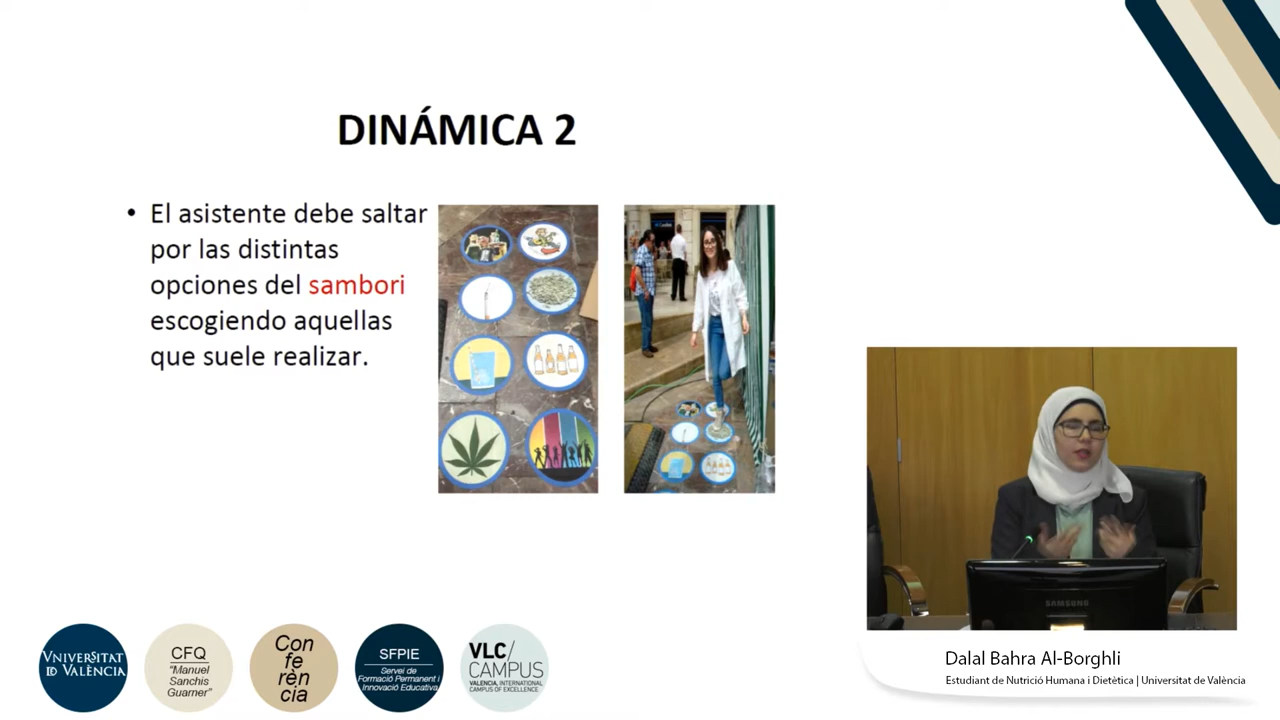 DINÁMICA 2
• El asistente debe saltar
por las distintas
opciones del sambori
escogiendo aquellas
que suele realizar.
SAMSUNG
Dalal Bahra Al-Borghli
Estudiant de Nutrició Humana i Dietètica | Universitat de València
VNIVERSITAT
ID VALÈNCIA
CFQ
"Manuel
Sanchis
Guarner"
Con
fe
rèn
cia
SFPIE
Servei de
Formació Permanent i
Innovació Educativa
VLC/
CAMPUS
VALENCIA, INTERNATIONAL
CAMPUS OF EXCELLENCE